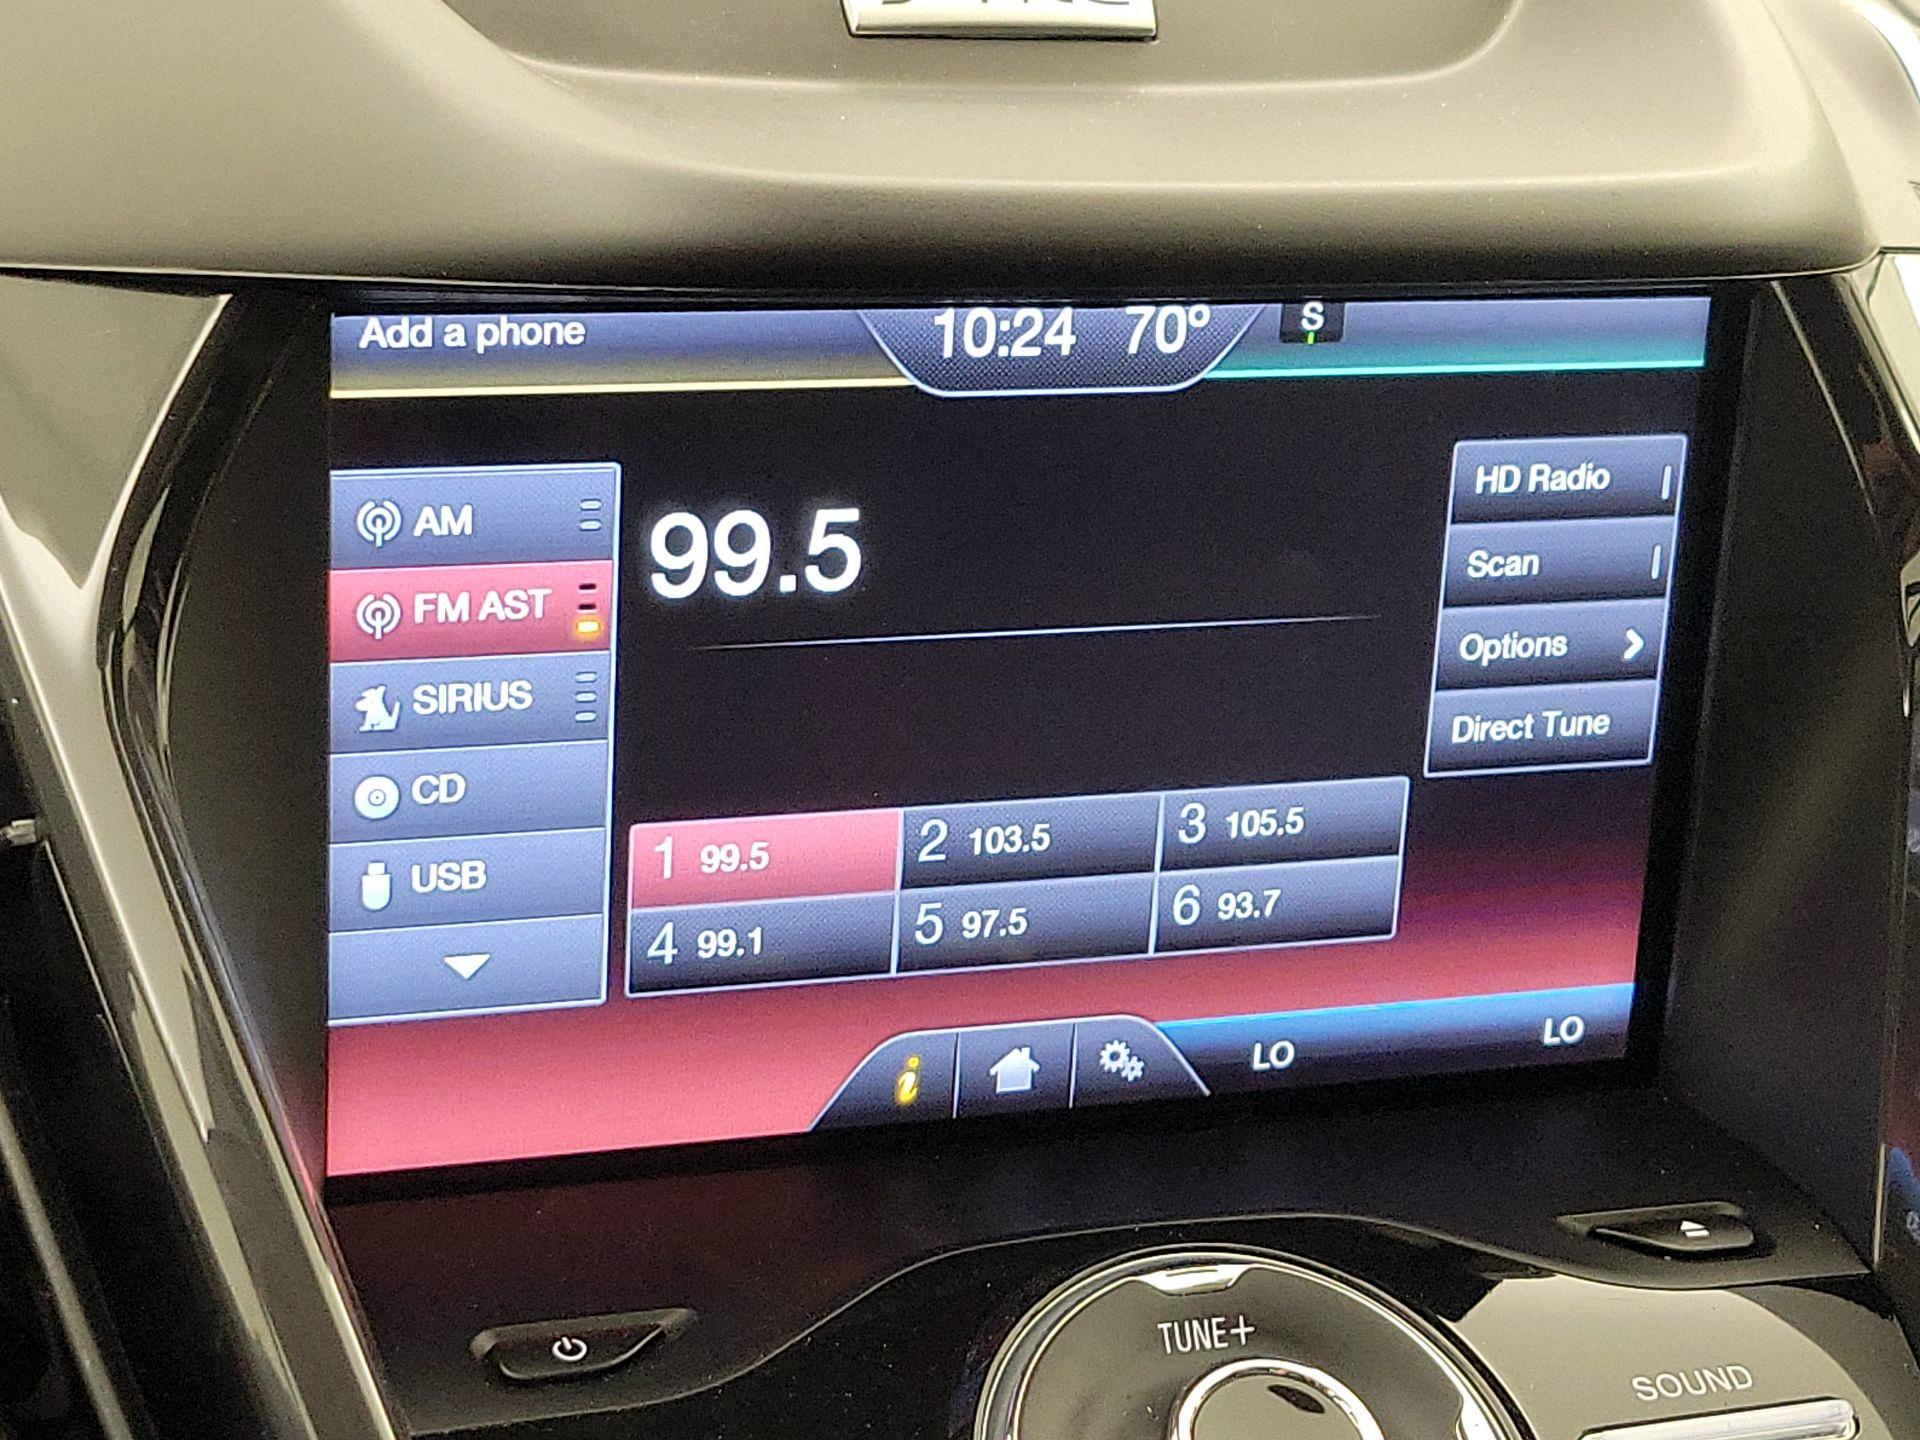 Add a phone
10:24 70°
S
AM
FM AST
SIRIUS
CD
USB
99.5
HD Radio
Scan
Options
Direct Tune
1 99.5
2 103.5
3 105.5
4 99.1
5 97.5
6 93.7
i
LO
LO
TUNE+
SOUND